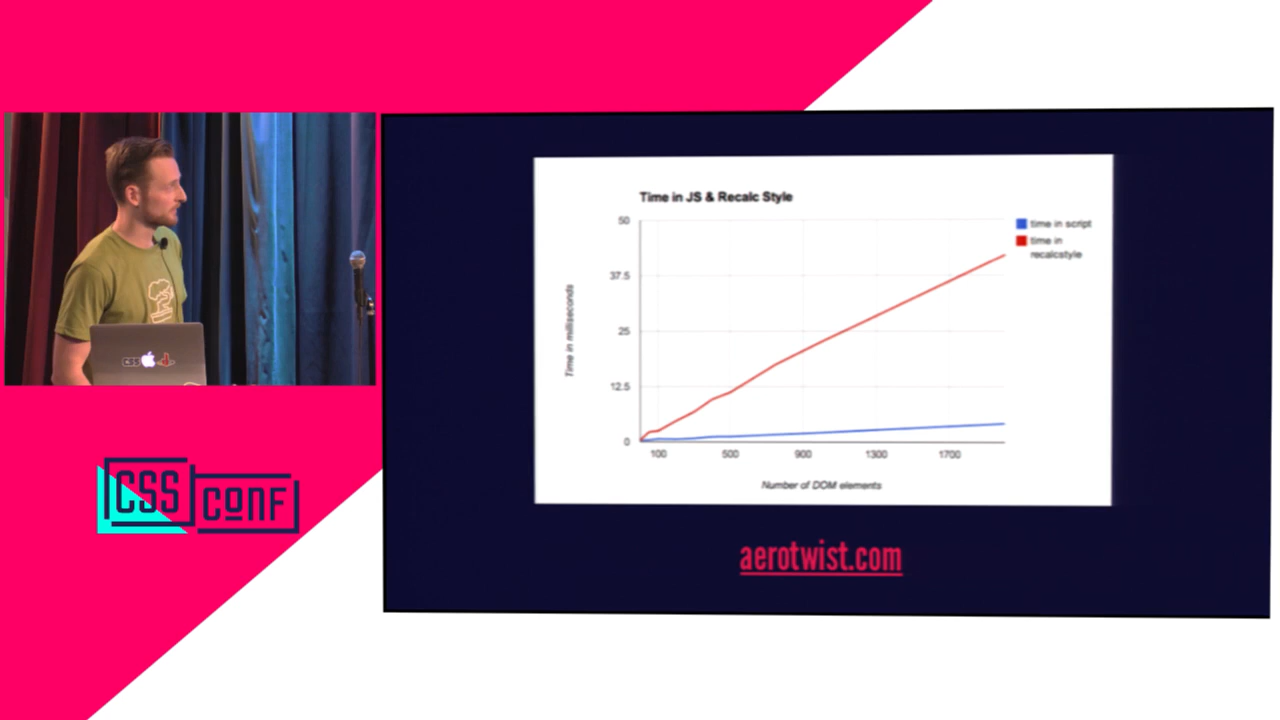 Time in JS & Recalc Style
50
37.5
25
12.5
0
Time in milliseconds
100
500
900
1300
1700
Number of DOM elements
time in script
time in
recalcstyle
aerotwist.com
css
CSS
conf